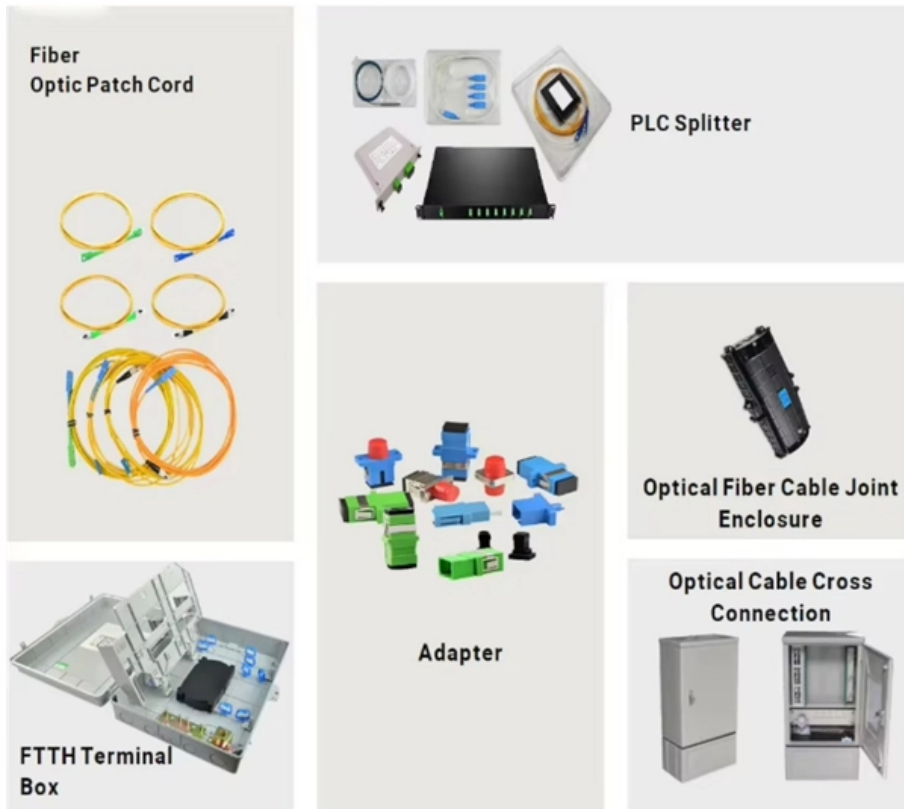 Fiber
Optic Patch Cord
PLC Splitter
Optical Fiber Cable Joint
Enclosure
Optical Cable Cross
Connection
Adapter
FTTH Terminal
Box